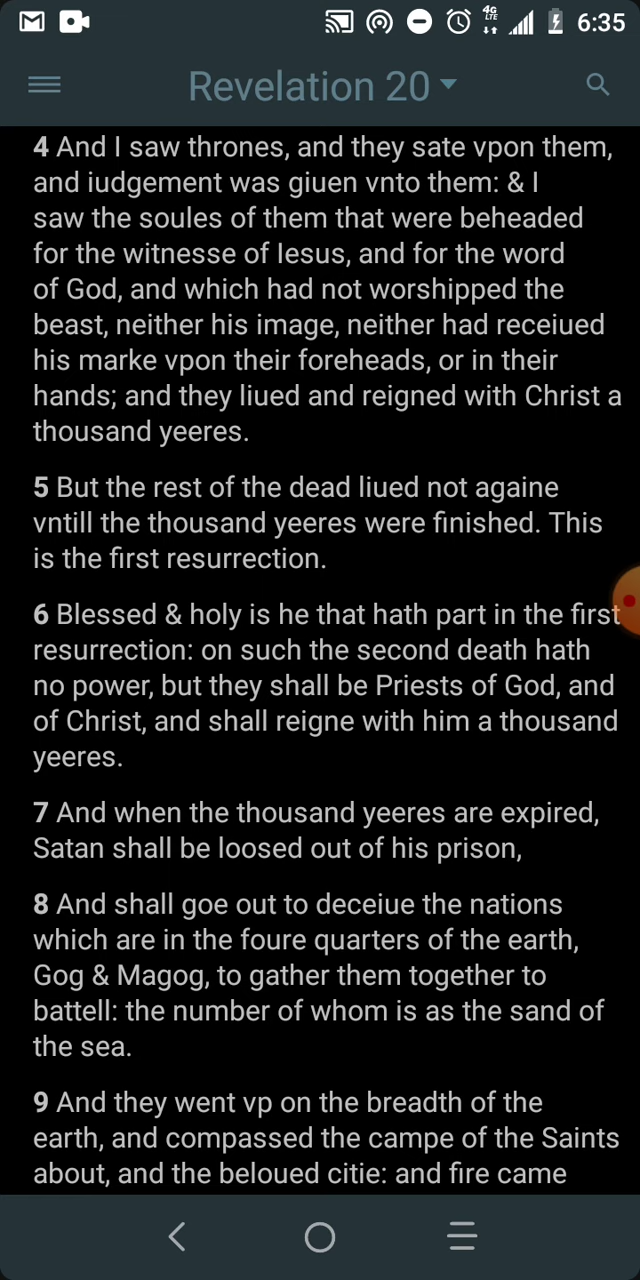 4G
LTE
6:35
Revelation 20
4 And I saw thrones, and they sate vpon them,
and iudgement was giuen vnto them: & I
saw the soules of them that were beheaded
for the witnesse of Iesus, and for the word
of God, and which had not worshipped the
beast, neither his image, neither had receiued
his marke vpon their foreheads, or in their
hands; and they liued and reigned with Christ a
thousand yeeres.
5 But the rest of the dead liued not againe
vntill the thousand yeeres were finished. This
is the first resurrection.
6 Blessed & holy is he that hath part in the first
resurrection: on such the second death hath
no power, but they shall be Priests of God, and
of Christ, and shall reigne with him a thousand
yeeres.
7 And when the thousand yeeres are expired,
Satan shall be loosed out of his prison,
8 And shall goe out to deceiue the nations
which are in the foure quarters of the earth,
Gog & Magog, to gather them together to
battell: the number of whom is as the sand of
the sea.
9 And they went vp on the breadth of the
earth, and compassed the campe of the Saints
about, and the beloued citie: and fire came